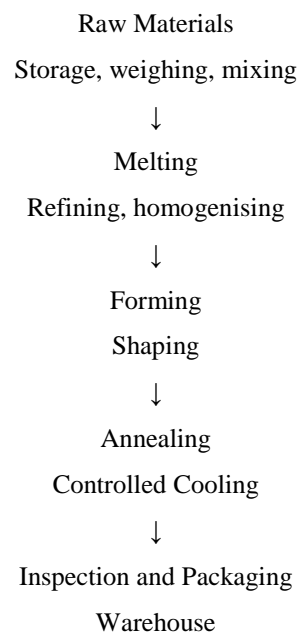 Raw Materials
Storage, weighing, mixing
↓
Melting
Refining, homogenising
↓
Forming
Shaping
↓
Annealing
Controlled Cooling
↓
Inspection and Packaging
Warehouse